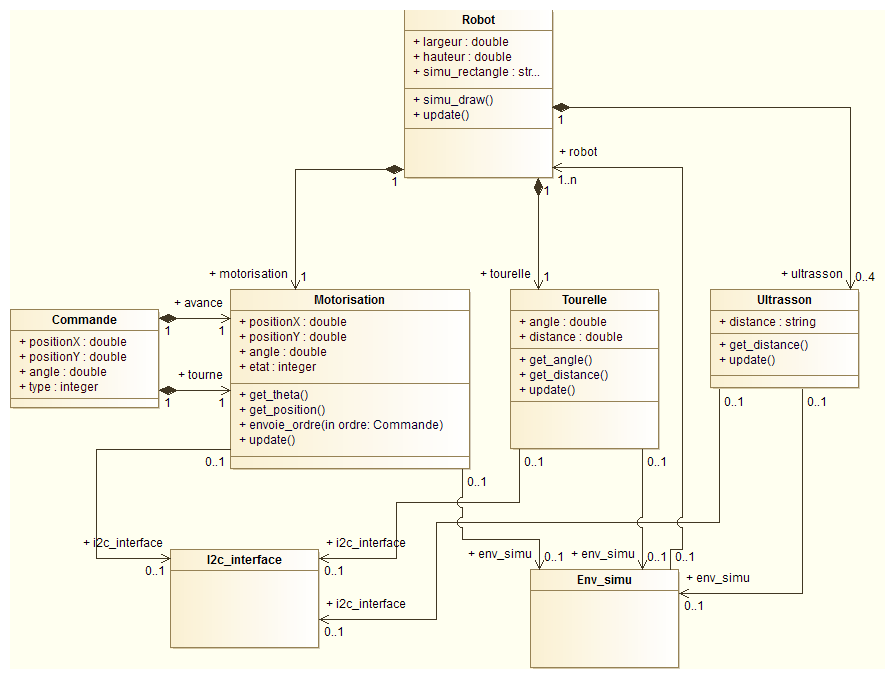 Robot
+ largeur : double
+ hauteur : double
+ simu_rectangle : str...
+ simu_draw()
+ update()
1
+ robot
1..n
1
1
+ motorisation
1
+ tourelle
1
+ ultrasson
0..4
Commande
+ positionX : double
+ positionY : double
+ angle : double
+ type : integer
+ avance
1
1
+ tourne
1
1
Motorisation
+ positionX : double
+ positionY : double
+ angle : double
+ etat : integer
+ get_theta()
+ get_position()
+ envoie_ordre(in ordre: Commande)
+ update()
Tourelle
+ angle : double
+ distance : double
+ get_angle()
+ get_distance()
+ update()
Ultrasson
+ distance : string
+ get_distance()
+ update()
0..1
0..1
0..1
0..1
0..1
0..1
+ i2c_interface
0..1
+ i2c_interface
0..1
+ i2c_interface
0..1
+ env_simu
0..1
+ env_simu
0..1
0..1
+ env_simu
0..1
I2c_interface
Env_simu